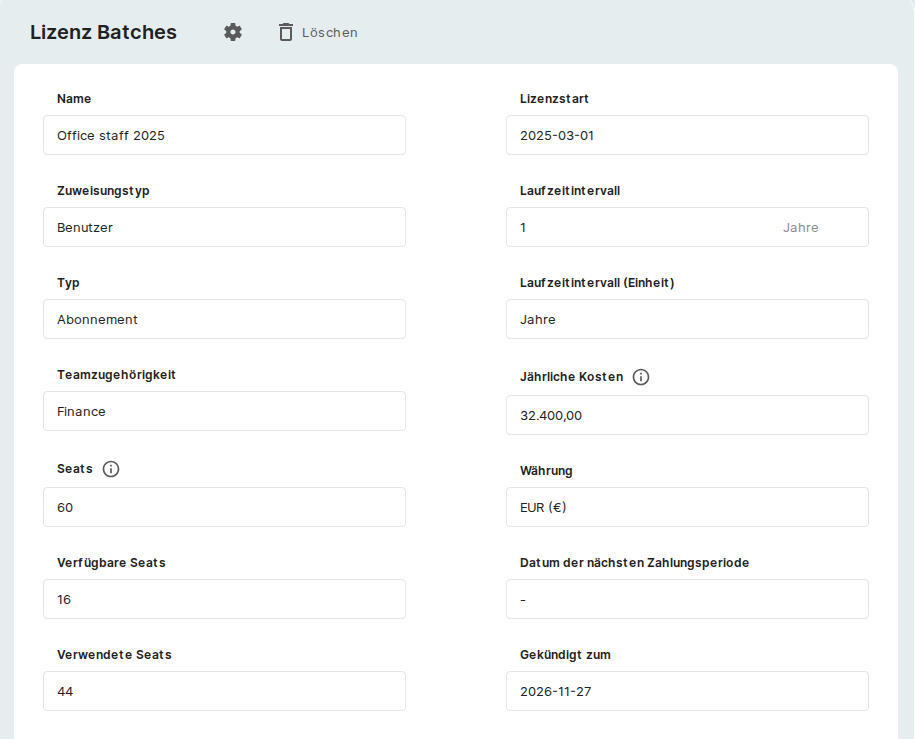 Lizenz Batches
Löschen
Name
Office staff 2025
Zuweisungstyp
Benutzer
Typ
Abonnement
Teamzugehörigkeit
Finance
Seats
60
Verfügbare Seats
16
Verwendete Seats
44
Lizenzstart
2025-03-01
Laufzeitintervall
1 Jahre
Laufzeitintervall (Einheit)
Jahre
Jährliche Kosten
32.400,00
Währung
EUR (€)
Datum der nächsten Zahlungsperiode
-
Gekündigt zum
2026-11-27